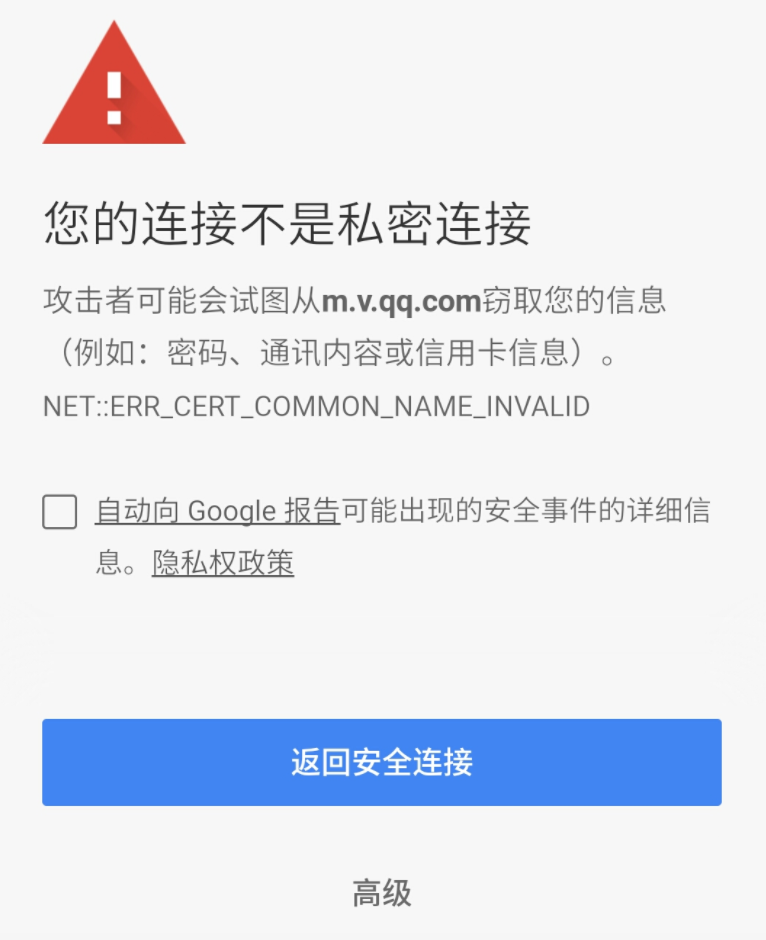 您的连接不是私密连接
攻击者可能会试图从m.v.qq.com窃取您的信息
（例如：密码、通讯内容或信用卡信息）。
NET::ERR_CERT_COMMON_NAME_INVALID
自动向 Google 报告可能出现的安全事件的详细信
息。隐私权政策
返回安全连接
高级